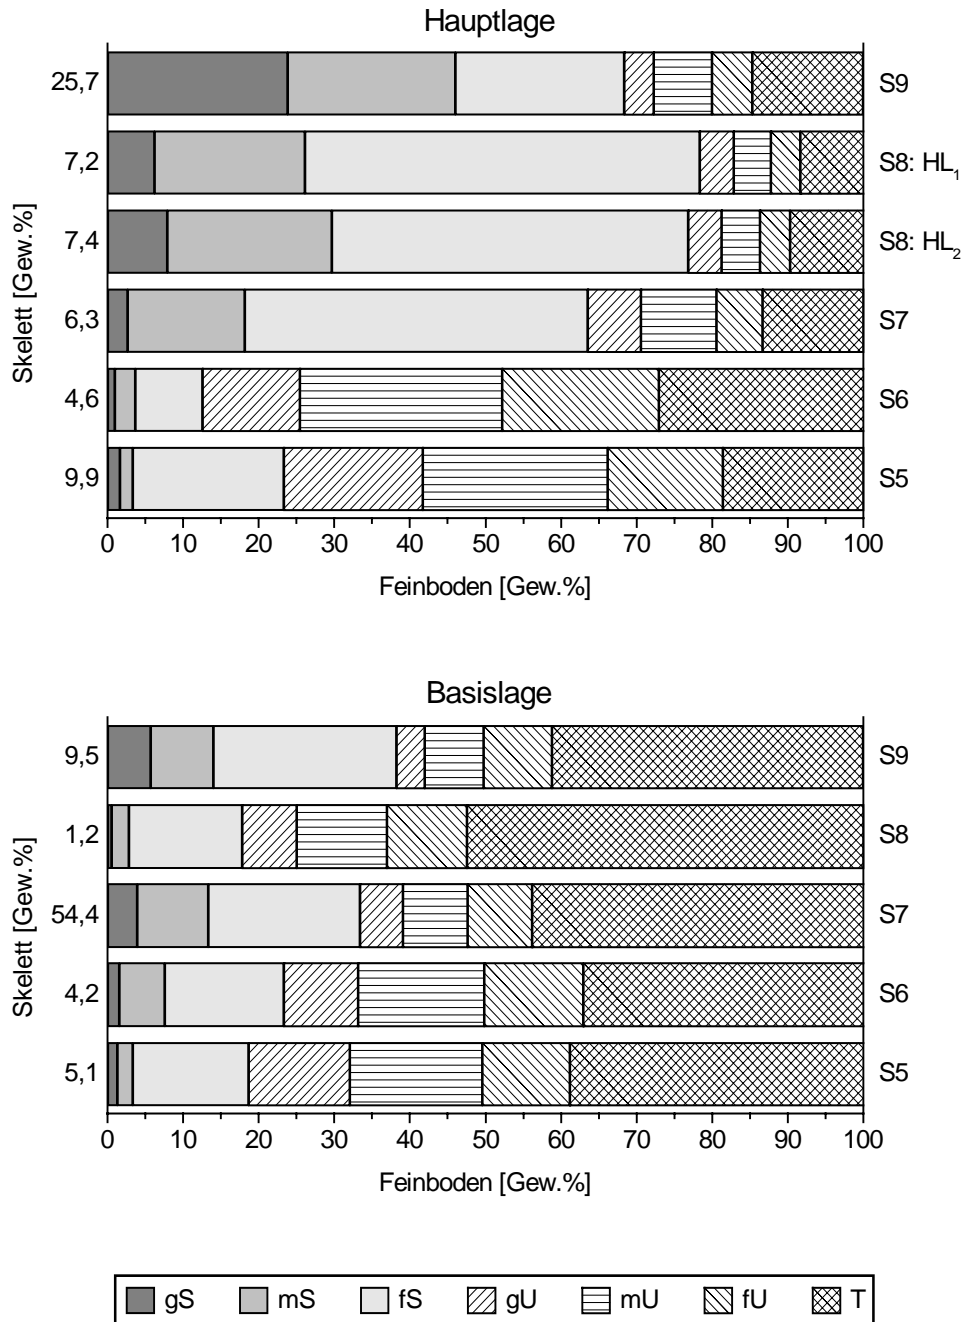 Hauptlage
Skelett [Gew.%]
25,7 S9
7,2 S8: HL₁
7,4 S8: HL₂
6,3 S7
4,6 S6
9,9 S5
0 10 20 30 40 50 60 70 80 90 100
Feinboden [Gew.%]
Basislage
Skelett [Gew.%]
9,5 S9
1,2 S8
54,4 S7
4,2 S6
5,1 S5
0 10 20 30 40 50 60 70 80 90 100
Feinboden [Gew.%]
gS mS fS gU mU fU T